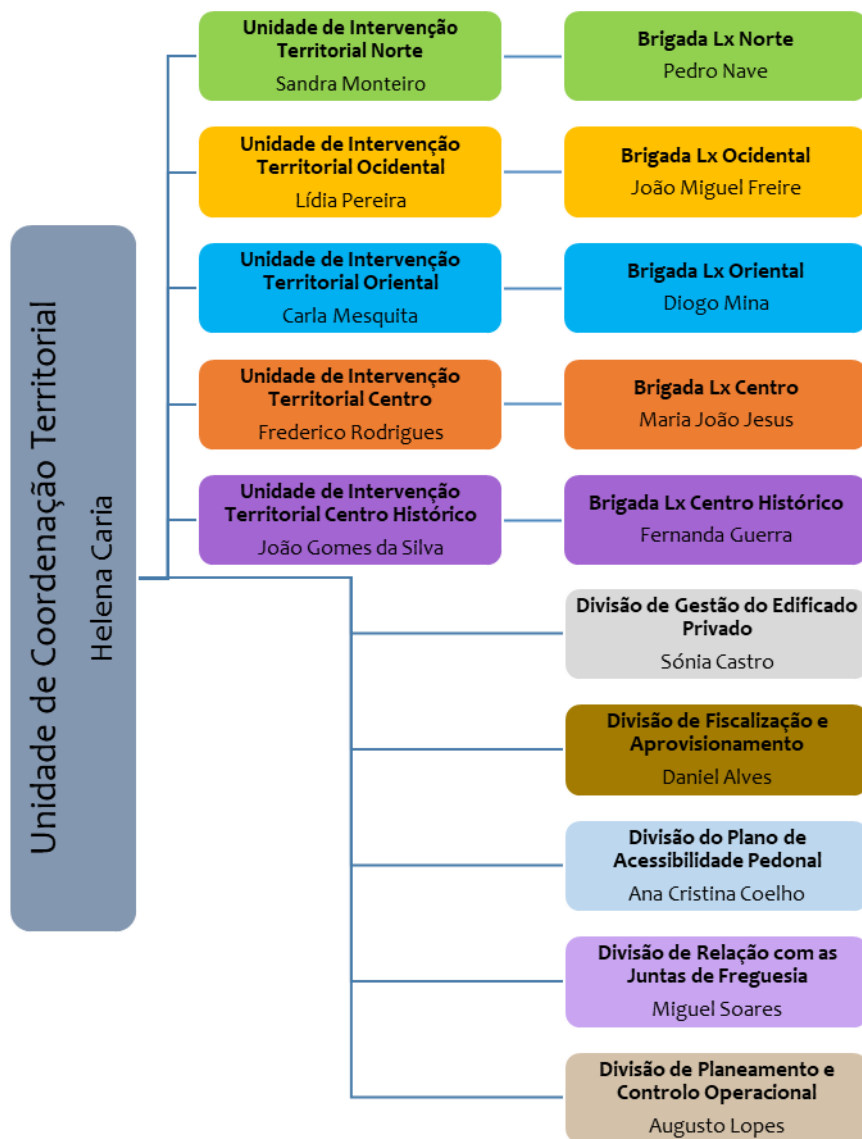 Unidade de Coordenação Territorial
Helena Caria
Unidade de Intervenção
Territorial Norte
Sandra Monteiro
Brigada Lx Norte
Pedro Nave
Unidade de Intervenção
Territorial Ocidental
Lídia Pereira
Brigada Lx Ocidental
João Miguel Freire
Unidade de Intervenção
Territorial Oriental
Carla Mesquita
Brigada Lx Oriental
Diogo Mina
Unidade de Intervenção
Territorial Centro
Frederico Rodrigues
Brigada Lx Centro
Maria João Jesus
Unidade de Intervenção
Territorial Centro Histórico
João Gomes da Silva
Brigada Lx Centro Histórico
Fernanda Guerra
Divisão de Gestão do Edificado
Privado
Sónia Castro
Divisão de Fiscalização e
Aprovisionamento
Daniel Alves
Divisão do Plano de
Acessibilidade Pedonal
Ana Cristina Coelho
Divisão de Relação com as
Juntas de Freguesia
Miguel Soares
Divisão de Planeamento e
Controlo Operacional
Augusto Lopes